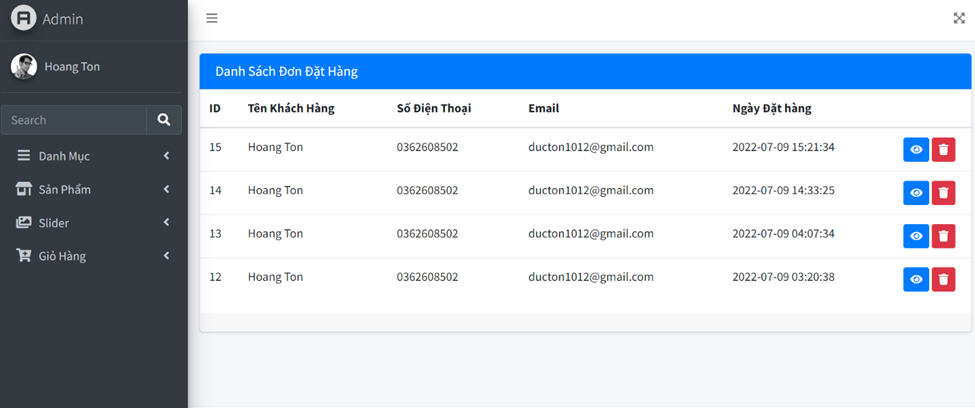 Admin
Hoang Ton
Search
Danh Mục
Sản Phẩm
Slider
Giỏ Hàng
Danh Sách Đơn Đặt Hàng
ID Tên Khách Hàng Số Điện Thoại Email Ngày Đặt hàng
15 Hoang Ton 0362608502 ducton1012@gmail.com 2022-07-09 15:21:34
14 Hoang Ton 0362608502 ducton1012@gmail.com 2022-07-09 14:33:25
13 Hoang Ton 0362608502 ducton1012@gmail.com 2022-07-09 04:07:34
12 Hoang Ton 0362608502 ducton1012@gmail.com 2022-07-09 03:20:38